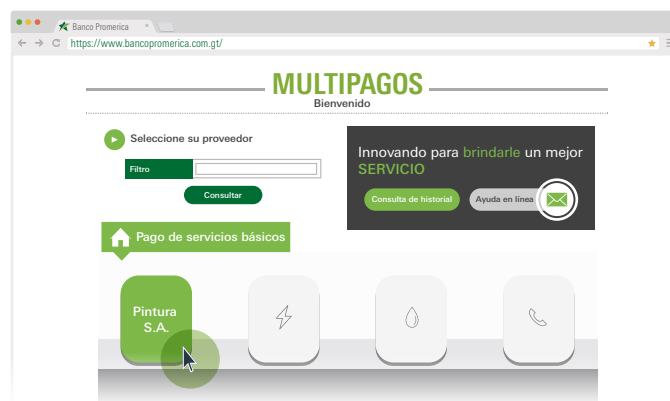 Banco Promerica
https://www.bancopromerica.com.gt/
MULTIPAGOS
Bienvenido
Seleccione su proveedor
Filtro
Consultar
Innovando para brindarle un mejor
SERVICIO
Consulta de historial
Ayuda en línea
Pago de servicios básicos
Pintura
S.A.